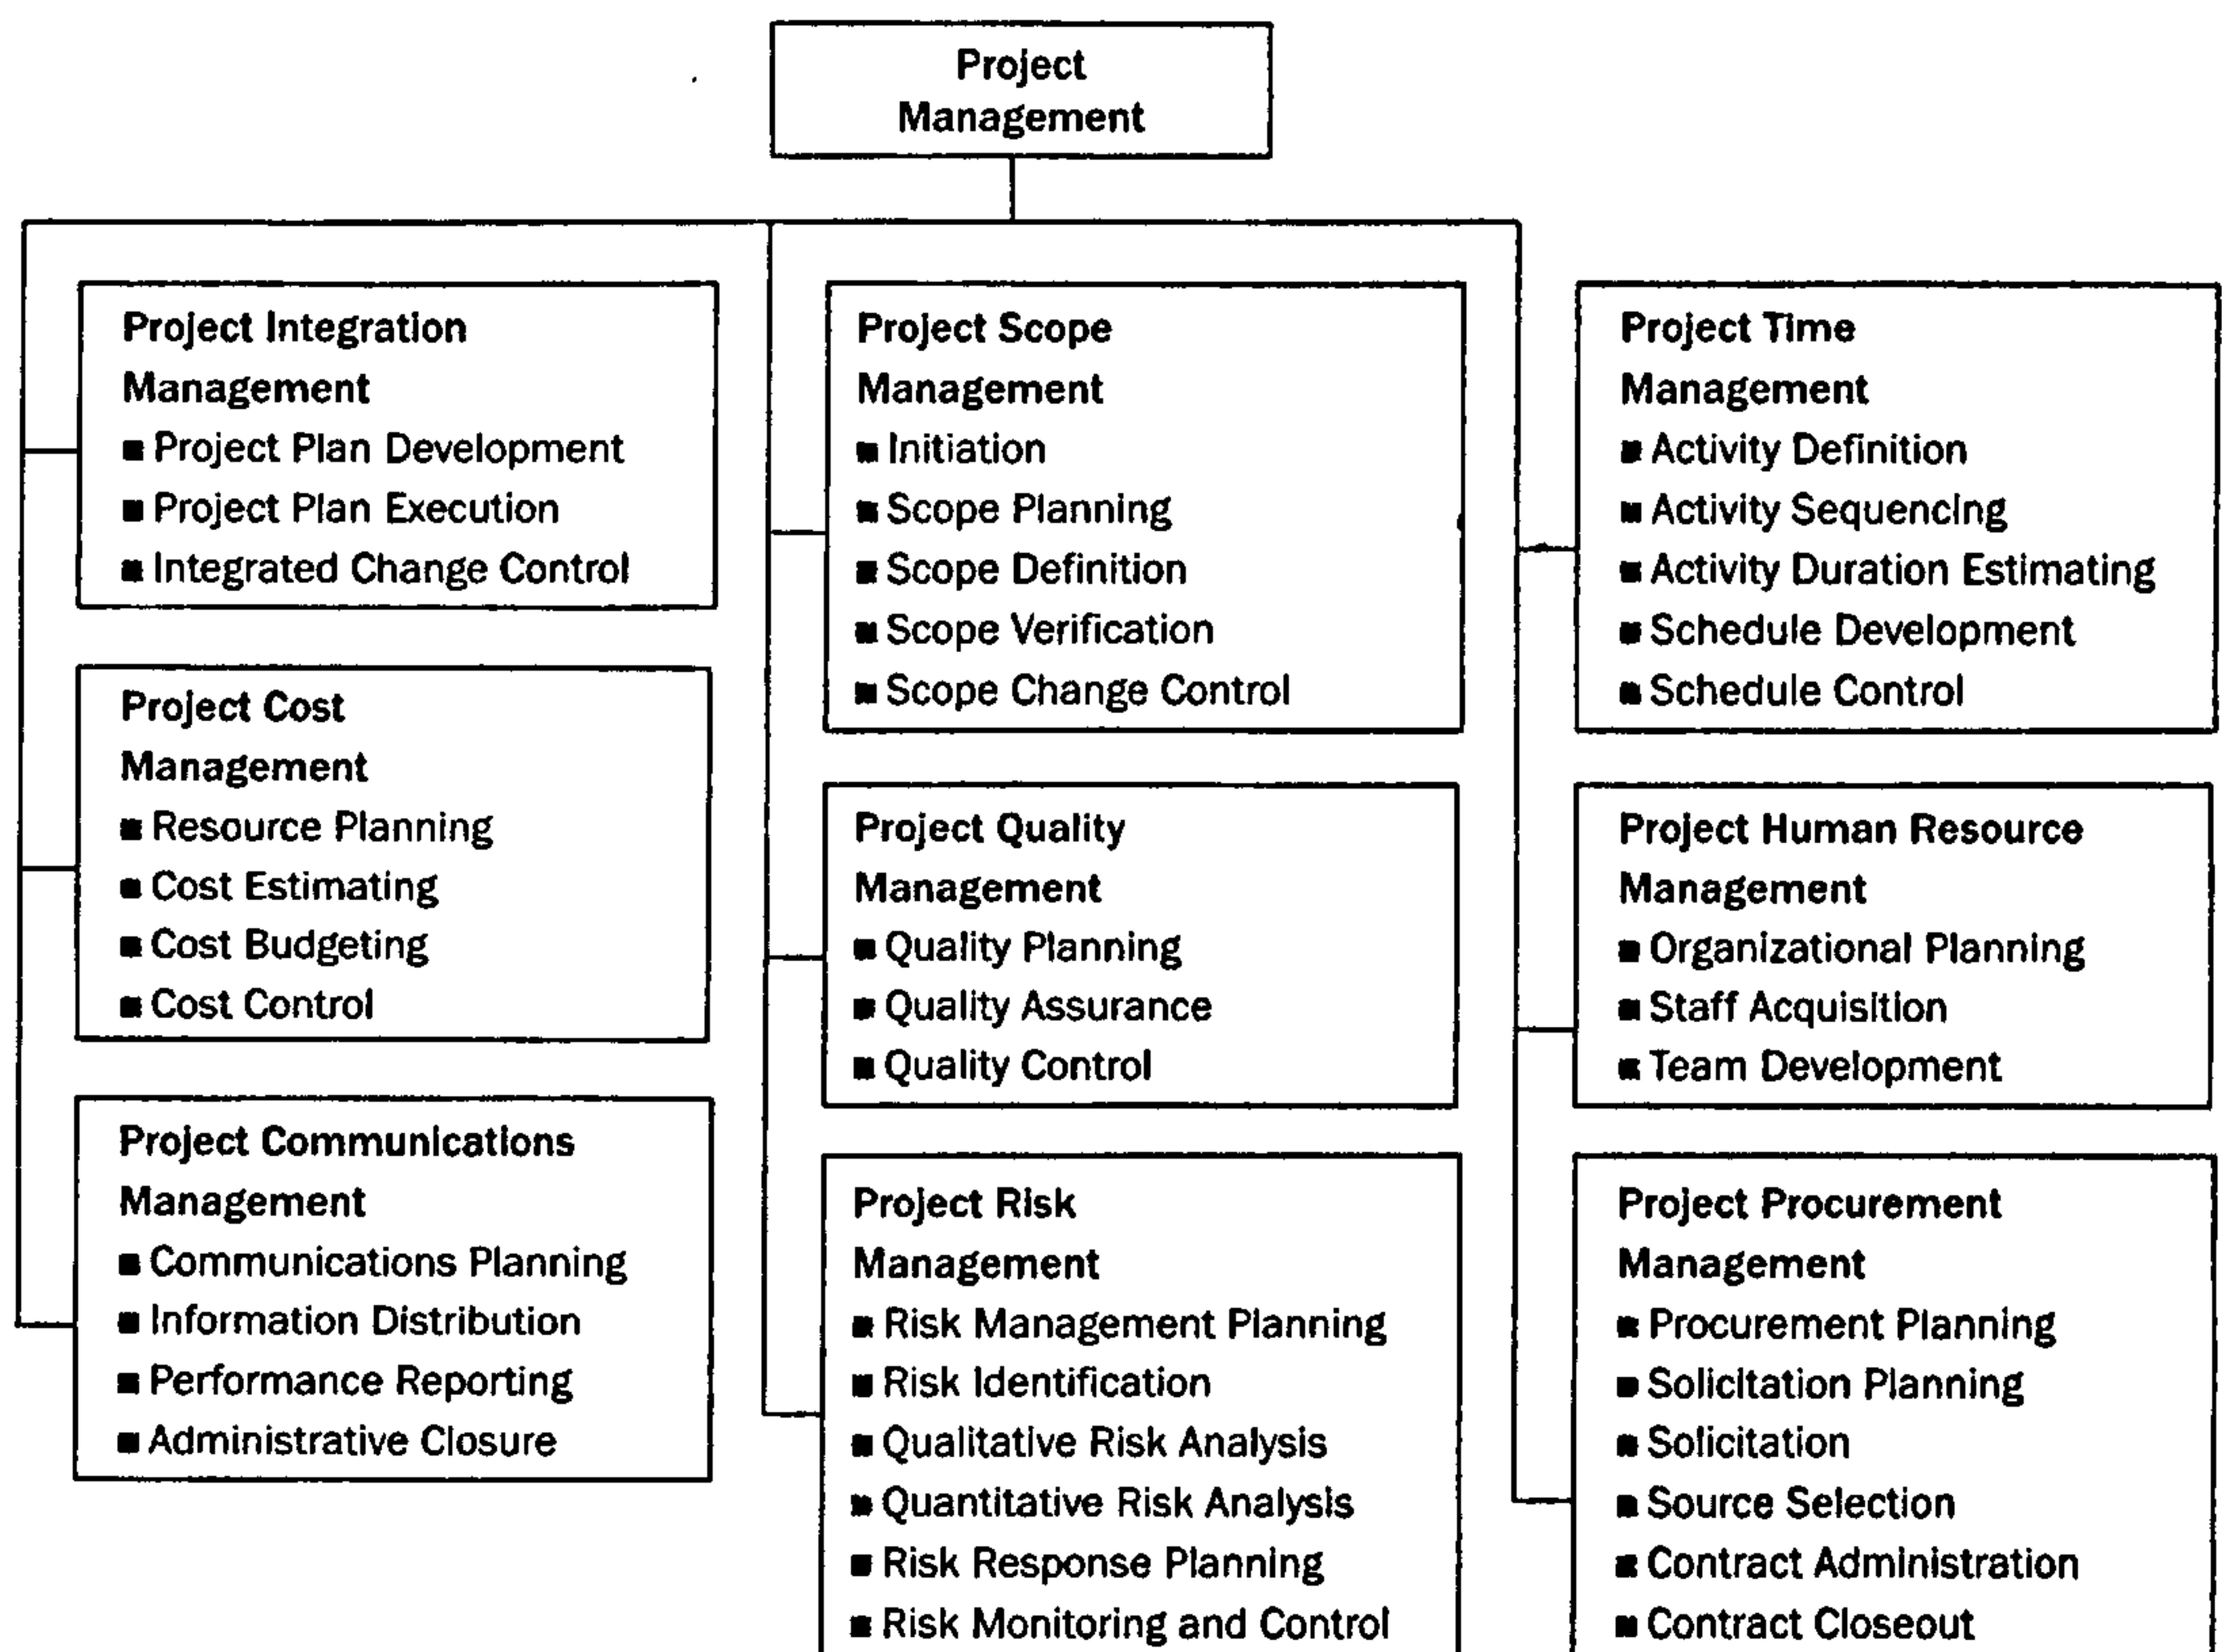 Project
Management
Project Integration
Management
■ Project Plan Development
■ Project Plan Execution
■ Integrated Change Control
Project Scope
Management
■ Initiation
■ Scope Planning
■ Scope Definition
■ Scope Verification
■ Scope Change Control
Project Time
Management
■ Activity Definition
■ Activity Sequencing
■ Activity Duration Estimating
■ Schedule Development
■ Schedule Control
Project Cost
Management
■ Resource Planning
■ Cost Estimating
■ Cost Budgeting
■ Cost Control
Project Quality
Management
■ Quality Planning
■ Quality Assurance
■ Quality Control
Project Human Resource
Management
■ Organizational Planning
■ Staff Acquisition
■ Team Development
Project Communications
Management
■ Communications Planning
■ Information Distribution
■ Performance Reporting
■ Administrative Closure
Project Risk
Management
■ Risk Management Planning
■ Risk Identification
■ Qualitative Risk Analysis
■ Quantitative Risk Analysis
■ Risk Response Planning
■ Risk Monitoring and Control
Project Procurement
Management
■ Procurement Planning
■ Solicitation Planning
■ Solicitation
■ Source Selection
■ Contract Administration
■ Contract Closeout